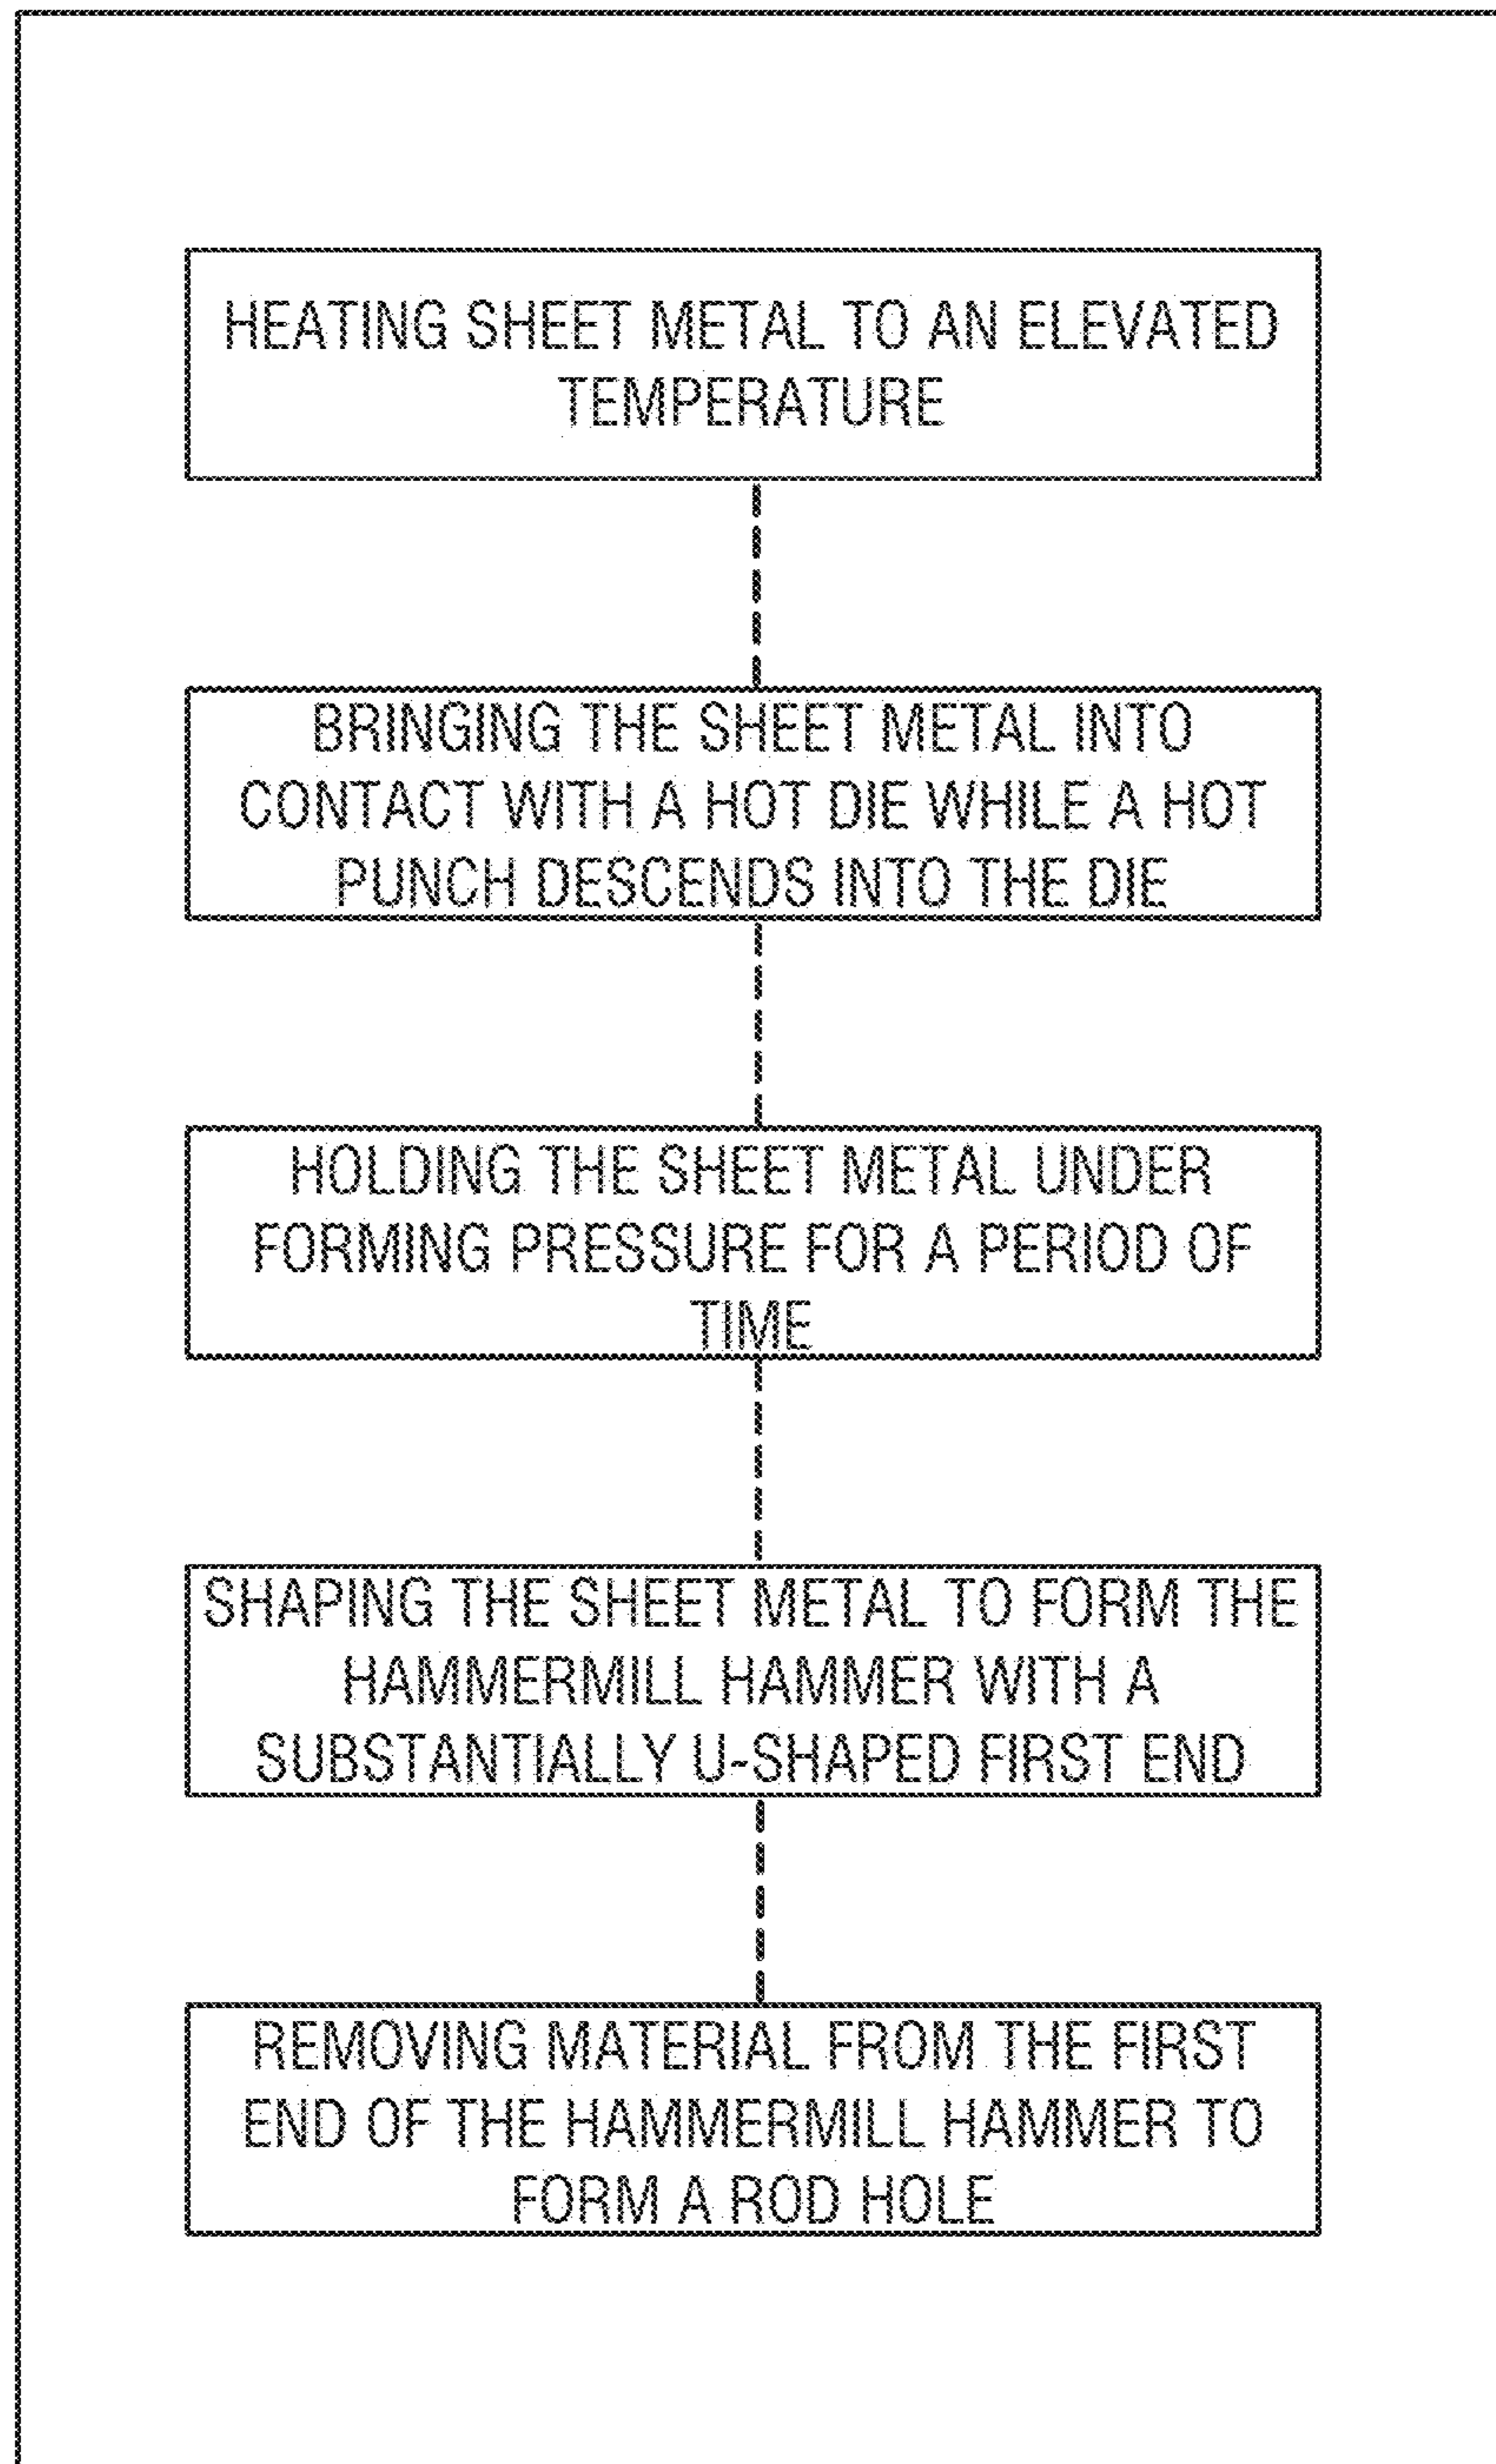 HEATING SHEET METAL TO AN ELEVATED
TEMPERATURE
BRINGING THE SHEET METAL INTO
CONTACT WITH A HOT DIE WHILE A HOT
PUNCH DESCENDS INTO THE DIE
HOLDING THE SHEET METAL UNDER
FORMING PRESSURE FOR A PERIOD OF
TIME
SHAPING THE SHEET METAL TO FORM THE
HAMMERMILL HAMMER WITH A
SUBSTANTIALLY U-SHAPED FIRST END
REMOVING MATERIAL FROM THE FIRST
END OF THE HAMMERMILL HAMMER TO
FORM A ROD HOLE